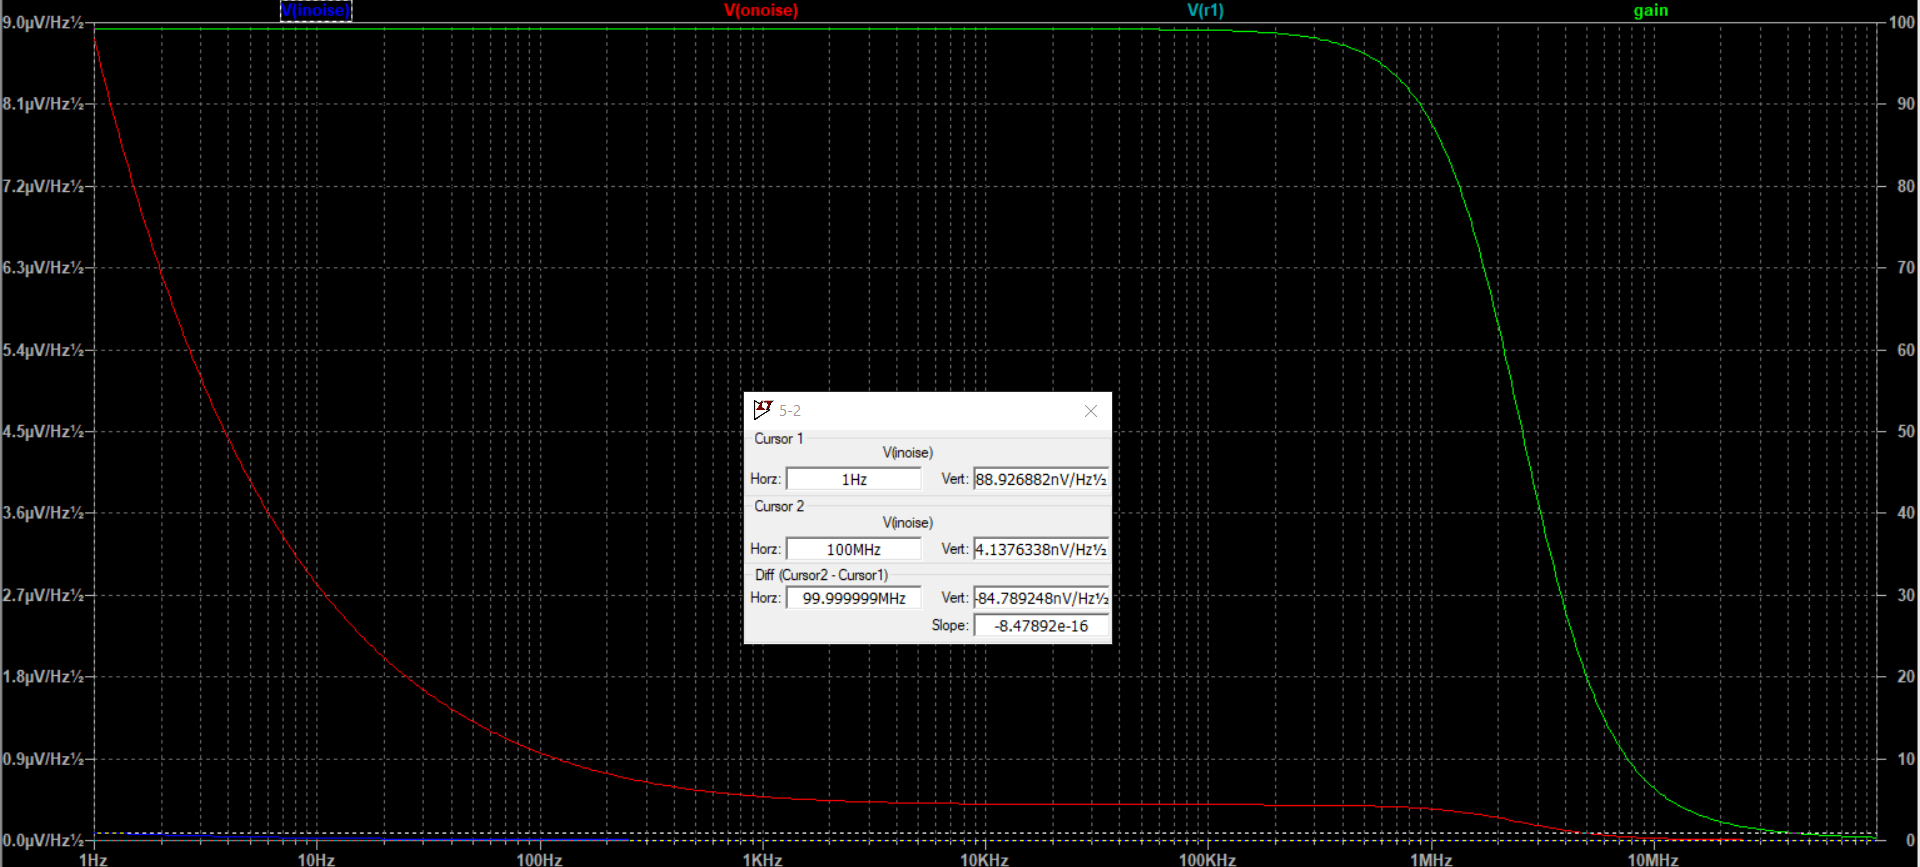 V(inoise) V(onoise) V(r1) gain
9.0µV/Hz½ 100
8.1µV/Hz½ 90
7.2µV/Hz½ 80
6.3µV/Hz½ 70
5.4µV/Hz½ 60
4.5µV/Hz½ 50
3.6µV/Hz½ 40
2.7µV/Hz½ 30
1.8µV/Hz½ 20
0.9µV/Hz½ 10
0.0µV/Hz½ 0
1Hz 10Hz 100Hz 1KHz 10KHz 100KHz 1MHz 10MHz
5-2
Cursor 1
V(inoise)
Horz: 1Hz Vert: 88.926882nV/Hz½
Cursor 2
V(inoise)
Horz: 100MHz Vert: 4.1376338nV/Hz½
Diff (Cursor2 - Cursor1)
Horz: 99.999999MHz Vert: -84.789248nV/Hz½
Slope: -8.47892e-16